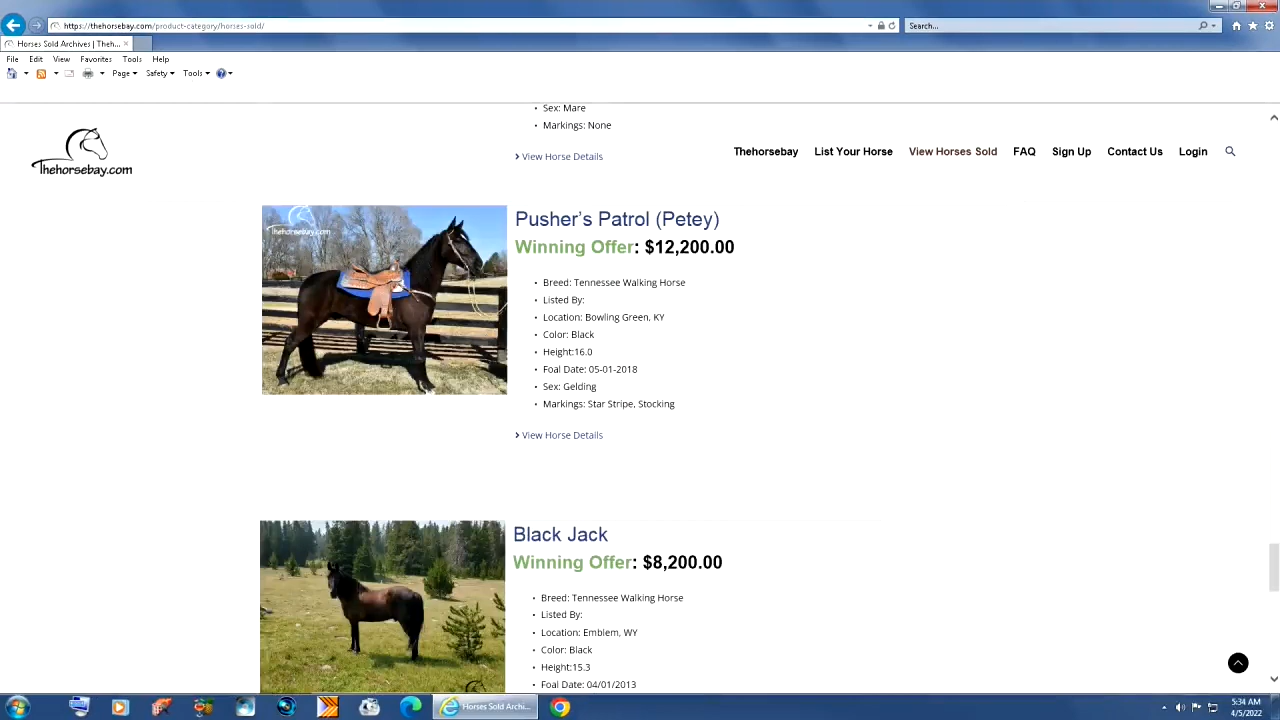 https://thehorsebay.com/product-category/horses-sold/
Search...
Horses Sold Archives | Theh...
File Edit View Favorites Tools Help
Page Safety Tools
Sex: Mare
Markings: None
View Horse Details
Thehorsebay.com
Thehorsebay List Your Horse View Horses Sold FAQ Sign Up Contact Us Login
Thehorsebay.com
Pusher’s Patrol (Petey)
Winning Offer: $12,200.00
Breed: Tennessee Walking Horse
Listed By:
Location: Bowling Green, KY
Color: Black
Height:16.0
Foal Date: 05-01-2018
Sex: Gelding
Markings: Star Stripe, Stocking
View Horse Details
Black Jack
Winning Offer: $8,200.00
Breed: Tennessee Walking Horse
Listed By:
Location: Emblem, WY
Color: Black
Height:15.3
Foal Date: 04/01/2013
Horses Sold Archi...
5:34 AM
4/5/2022